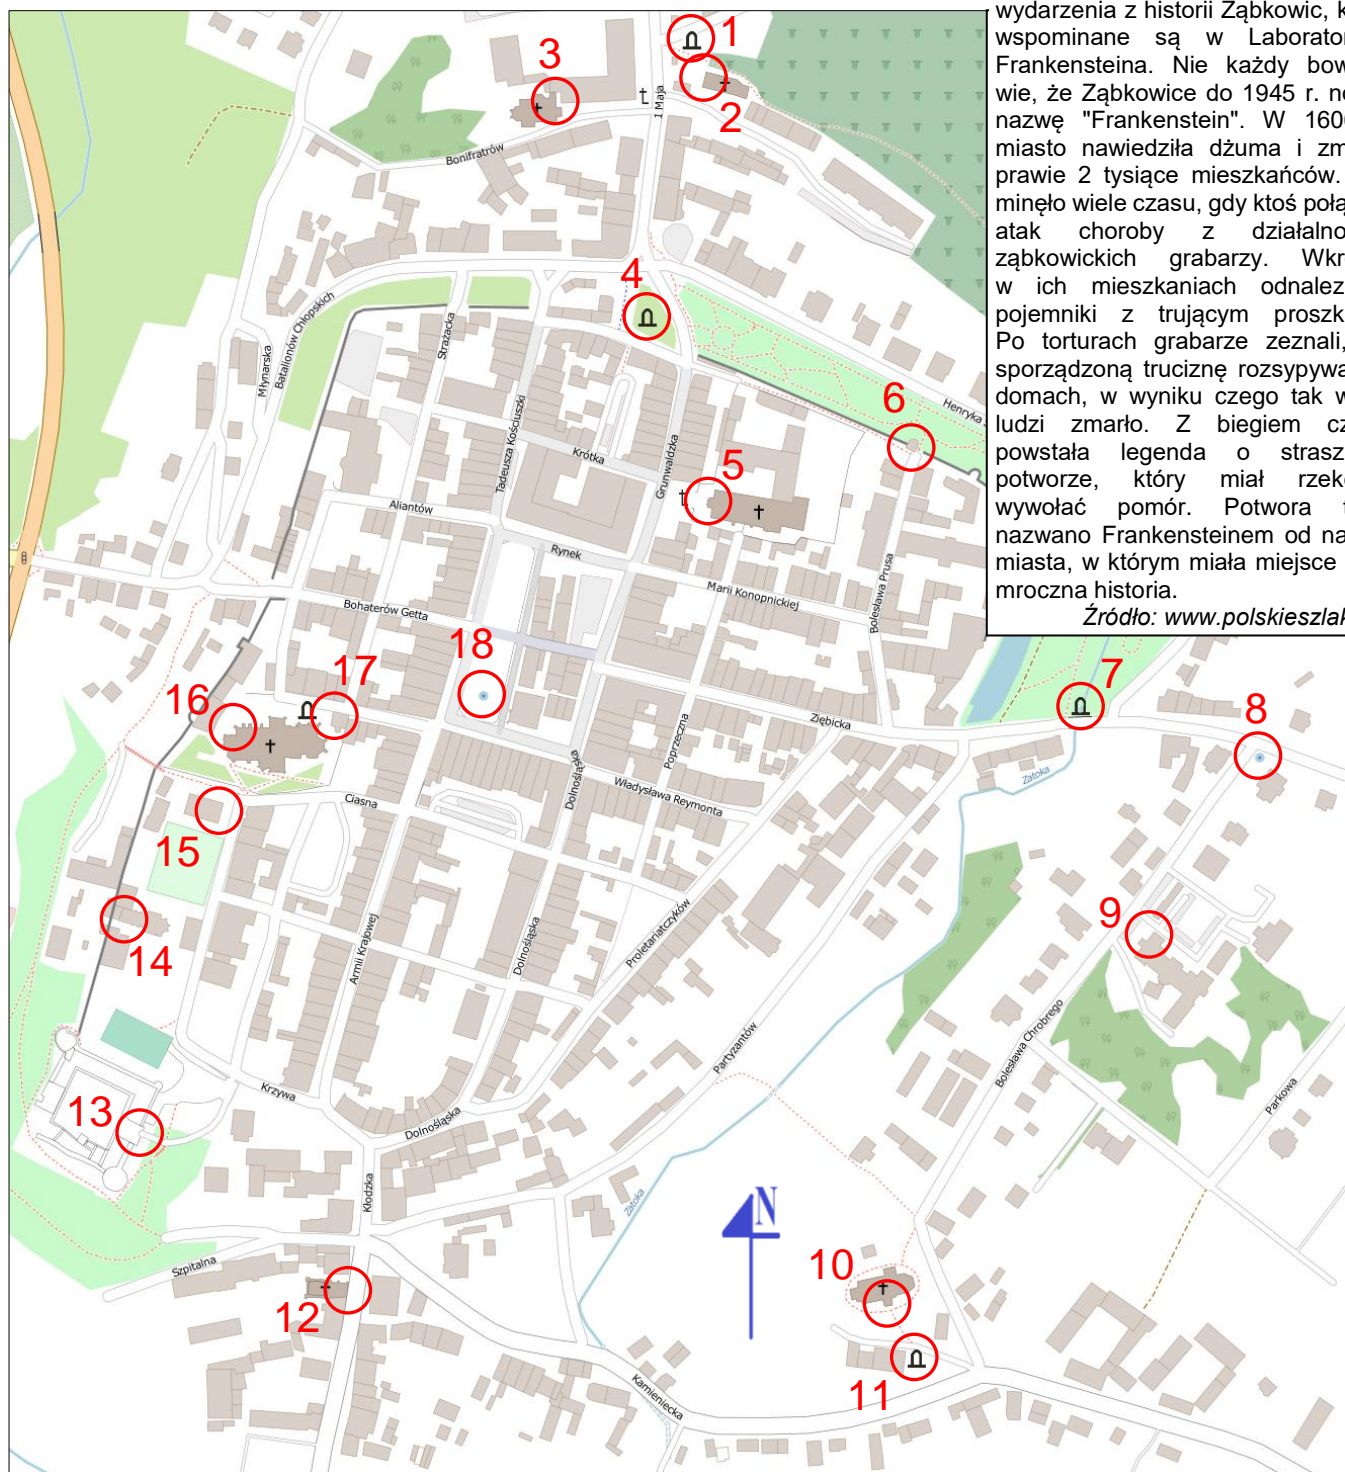 wydarzenia z historii Ząbkowic, k
wspominane są w Laborator
Frankensteina. Nie każdy bow
wie, że Ząbkowice do 1945 r. no
nazwę "Frankenstein". W 160
miasto nawiedziła dżuma i zm
prawie 2 tysiące mieszkańców.
minęło wiele czasu, gdy ktoś połą
atak choroby z działalno
ząbkowickich grabarzy. Wkr
w ich mieszkaniach odnalez
pojemniki z trującym proszk
Po torturach grabarze zeznali,
sporządzoną truciznę rozsypywa
domach, w wyniku czego tak w
ludzi zmarło. Z biegiem cz
powstała legenda o strasz
potworze, który miał rzek
wywołać pomór. Potwora t
nazwano Frankensteinem od na
miasta, w którym miała miejsce
mroczna historia.
Źródło: www.polskieszlak
1
2
3
1 Maja
Bonifratrów
4
Batalionów Chłopskich
Młynarska
Strażacka
Tadeusza Kościuszki
Henryka
6
Krótka
Grunwaldzka
5
Aliantów
Rynek
Marii Konopnickiej
Bolesława Prusa
8
Bohaterów Getta
18
17
16
7
8
Ziębicka
Poprzeczna
Zatoka
Dolnośląska
Władysława Reymonta
Ciasna
15
9
14
Armii Krajowej
Dolnośląska
Proletariatczyków
Partyzantów
Bolesława Chrobrego
Parkowa
Krzywa
13
Dolnośląska
Kłodzka
Zatoka
N
Szpitalna
10
12
11
Kamieniecka